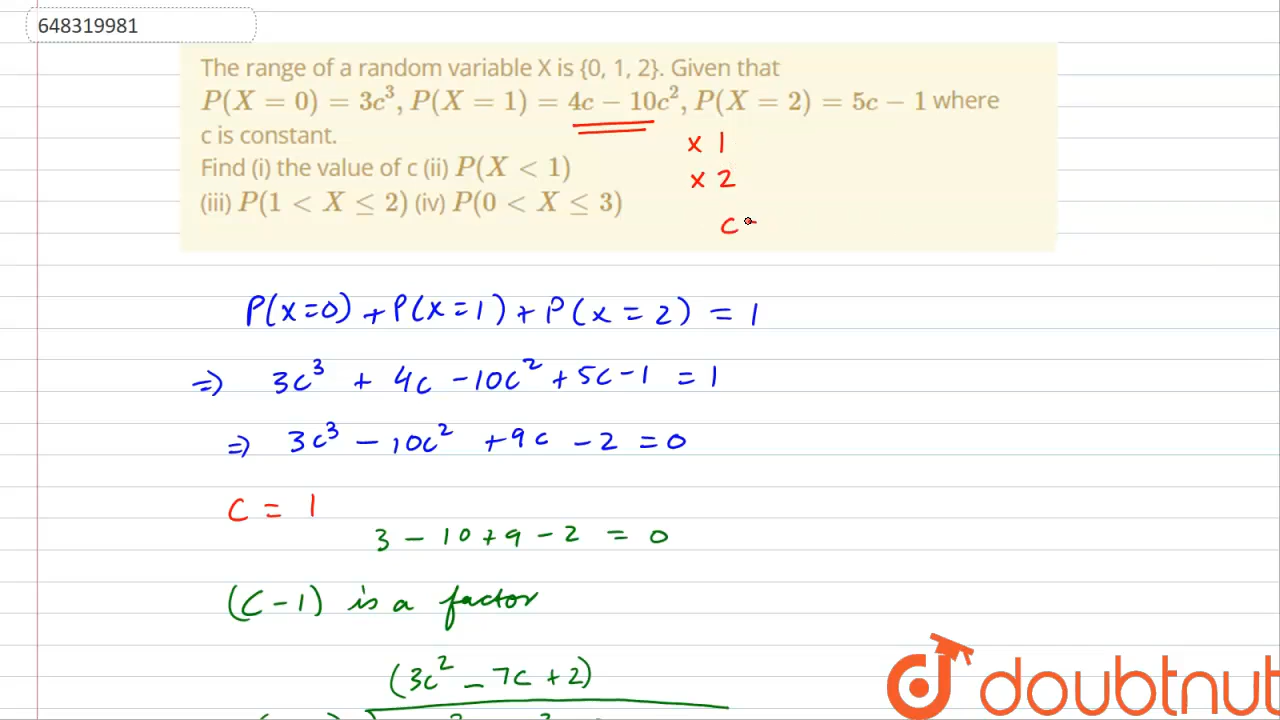 648319981
The range of a random variable X is {0, 1, 2}. Given that
P(X = 0) = 3c³, P(X = 1) = 4c − 10c², P(X = 2) = 5c − 1 where
c is constant.
Find (i) the value of c (ii) P(X < 1)
(iii) P(1 < X ≤ 2) (iv) P(0 < X ≤ 3)
x 1
x 2
c
P(x=0) + P(x=1) + P(x=2) = 1
=> 3c³ + 4c - 10c² + 5c - 1 = 1
=> 3c³ - 10c² + 9c - 2 = 0
C = 1
3 - 10 + 9 - 2 = 0
(C-1) is a factor
(3c² - 7c + 2)
doubtnut